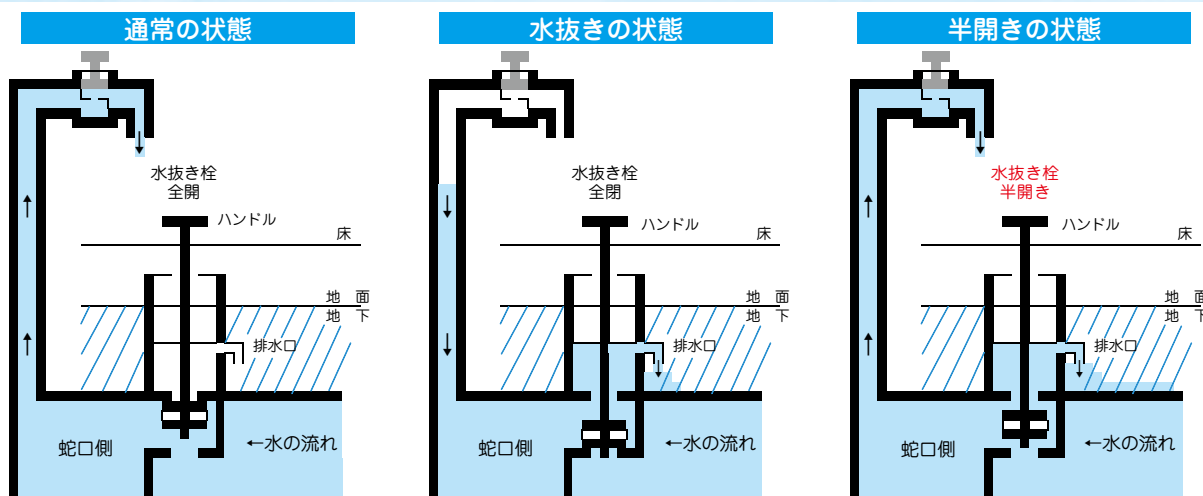 通常の状態
水抜き栓
全開
ハンドル
床
地 面
地 下
排水口
蛇口側
←水の流れ
水抜きの状態
水抜き栓
全閉
ハンドル
床
地 面
地 下
排水口
蛇口側
←水の流れ
半開きの状態
水抜き栓
半開き
ハンドル
床
地 面
地 下
排水口
蛇口側
←水の流れ